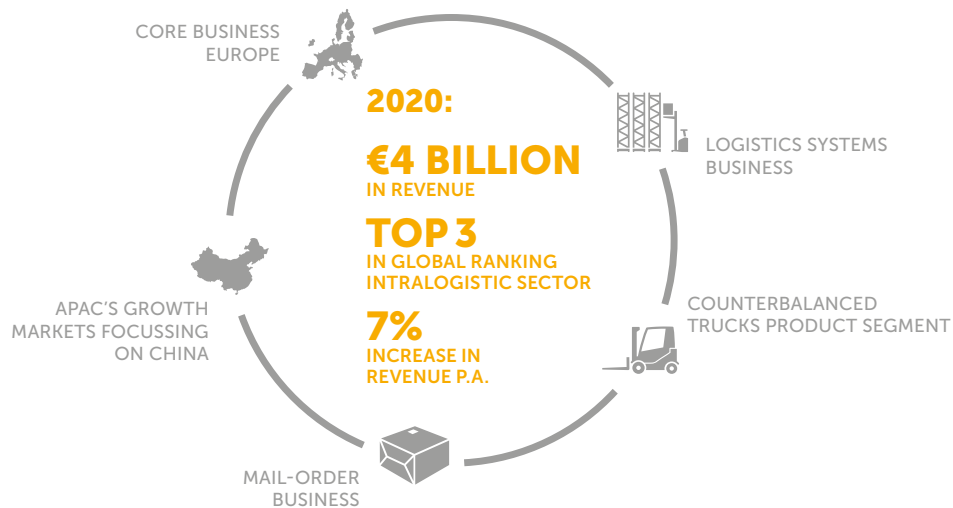 CORE BUSINESS
EUROPE
2020:
€4 BILLION
IN REVENUE
TOP 3
IN GLOBAL RANKING
INTRALOGISTIC SECTOR
7%
INCREASE IN
REVENUE P.A.
LOGISTICS SYSTEMS
BUSINESS
COUNTERBALANCED
TRUCKS PRODUCT SEGMENT
MAIL-ORDER
BUSINESS
APAC'S GROWTH
MARKETS FOCUSSING
ON CHINA